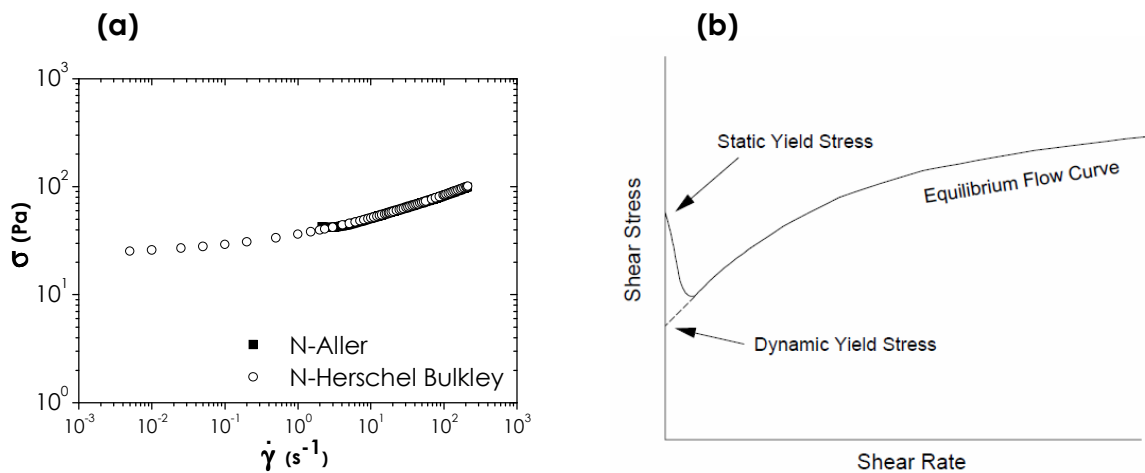 (a)
10³
10²
10¹
10⁰
σ (Pa)
N-Aller
N-Herschel Bulkley
10⁻³ 10⁻² 10⁻¹ 10⁰ 10¹ 10² 10³
γ̇ (s⁻¹)
(b)
Static Yield Stress
Equilibrium Flow Curve
Shear Stress
Dynamic Yield Stress
Shear Rate